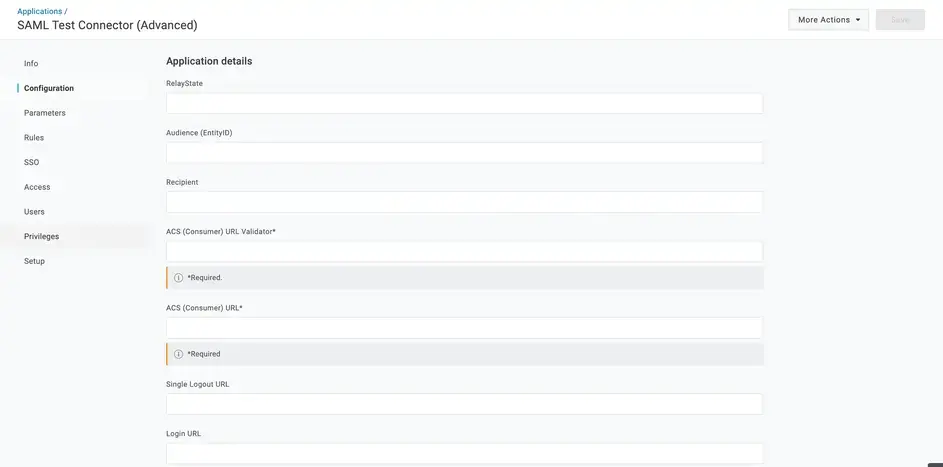 Applications /
SAML Test Connector (Advanced)
More Actions
Save
Info
Configuration
Parameters
Rules
SSO
Access
Users
Privileges
Setup
Application details
RelayState
Audience (EntityID)
Recipient
ACS (Consumer) URL Validator*
*Required.
ACS (Consumer) URL*
*Required
Single Logout URL
Login URL